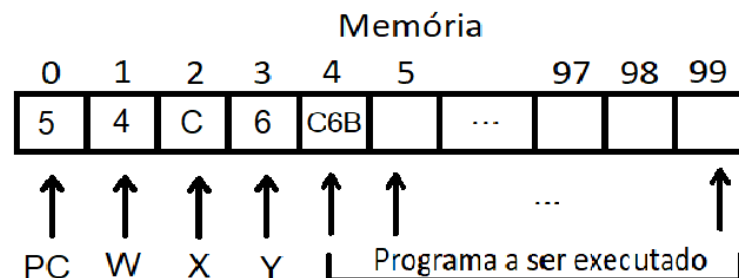 Memória
0 1 2 3 4 5 97 98 99
5 4 C 6 C6B ...
...
PC W X Y Programa a ser executado